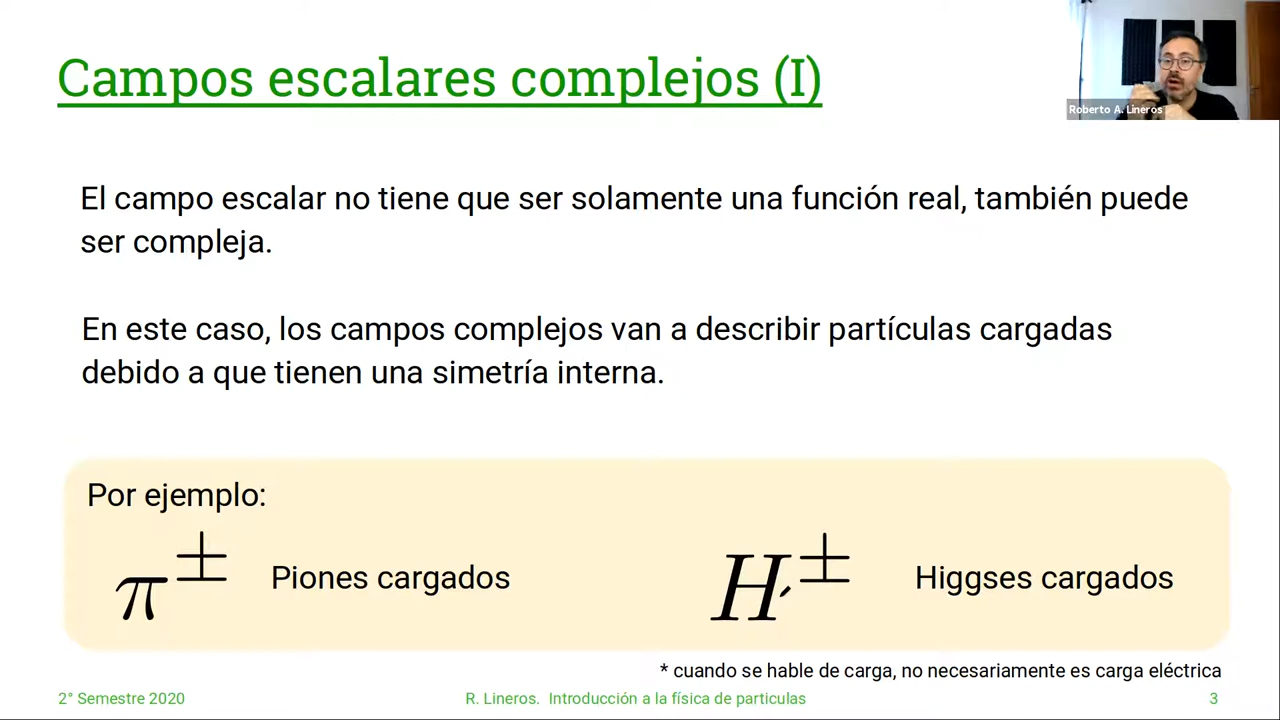 Campos escalares complejos (I)
Roberto A. Lineros
El campo escalar no tiene que ser solamente una función real, también puede
ser compleja.
En este caso, los campos complejos van a describir partículas cargadas
debido a que tienen una simetría interna.
Por ejemplo:
π± Piones cargados H± Higgses cargados
* cuando se hable de carga, no necesariamente es carga eléctrica
2° Semestre 2020 R. Lineros. Introducción a la física de particulas 3